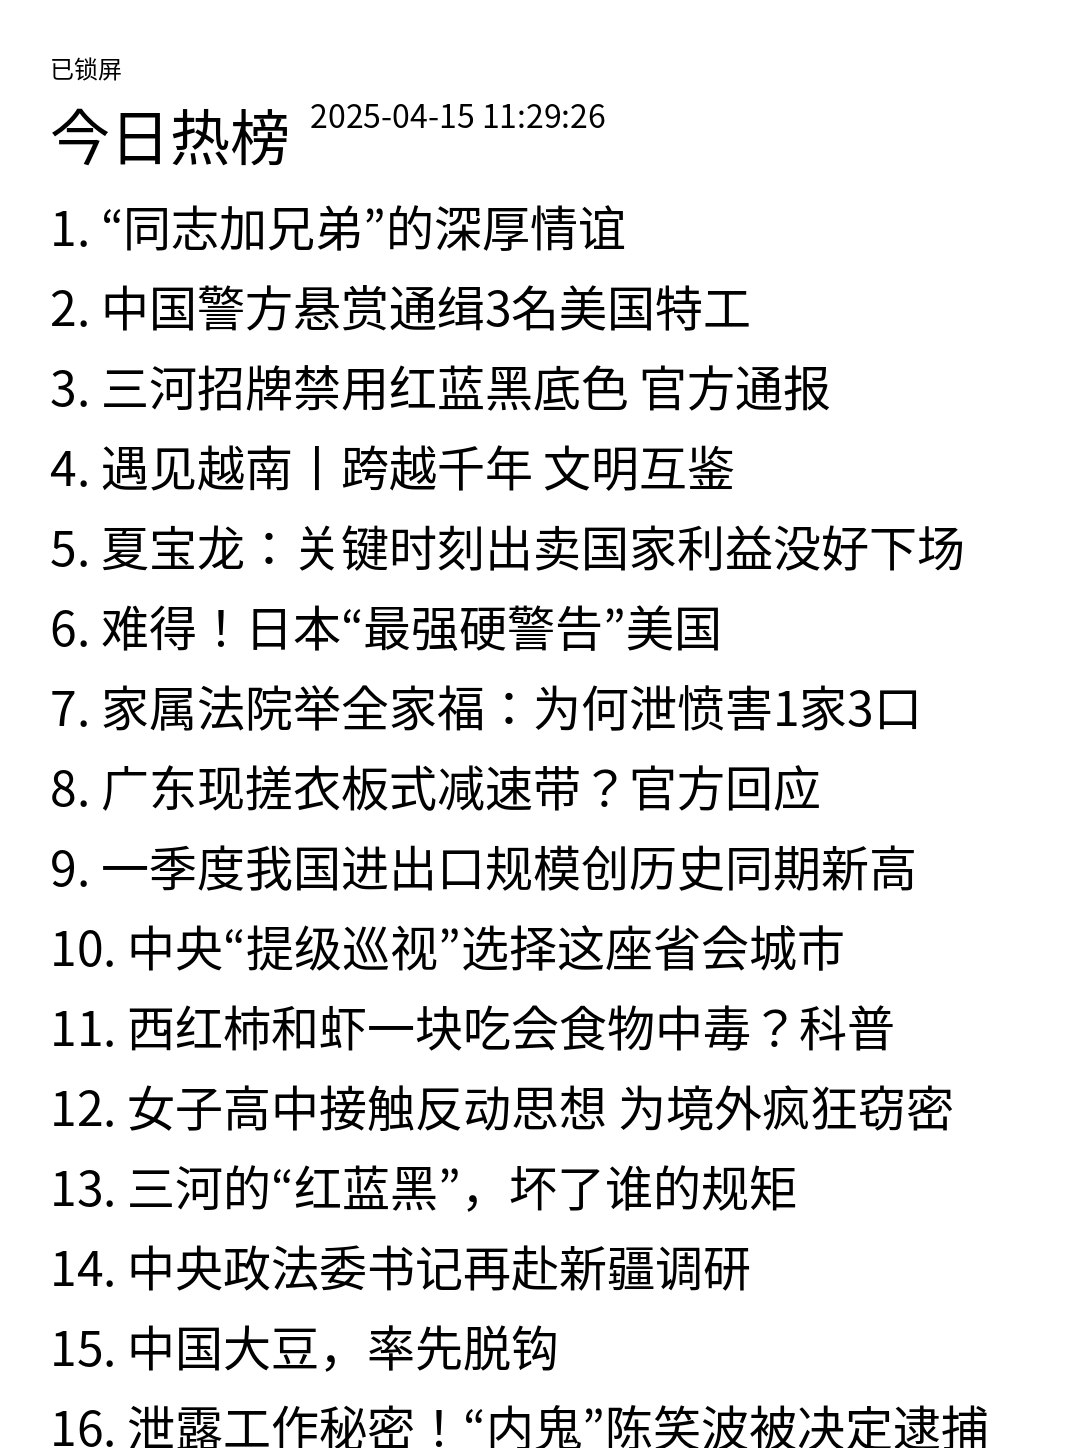 已锁屏
今日热榜 2025-04-15 11:29:26
1. “同志加兄弟”的深厚情谊
2. 中国警方悬赏通缉3名美国特工
3. 三河招牌禁用红蓝黑底色 官方通报
4. 遇见越南丨跨越千年 文明互鉴
5. 夏宝龙：关键时刻出卖国家利益没好下场
6. 难得！日本“最强硬警告”美国
7. 家属法院举全家福：为何泄愤害1家3口
8. 广东现搓衣板式减速带？官方回应
9. 一季度我国进出口规模创历史同期新高
10. 中央“提级巡视”选择这座省会城市
11. 西红柿和虾一块吃会食物中毒？科普
12. 女子高中接触反动思想 为境外疯狂窃密
13. 三河的“红蓝黑”，坏了谁的规矩
14. 中央政法委书记再赴新疆调研
15. 中国大豆，率先脱钩
16. 泄露工作秘密！“内鬼”陈笑波被决定逮捕